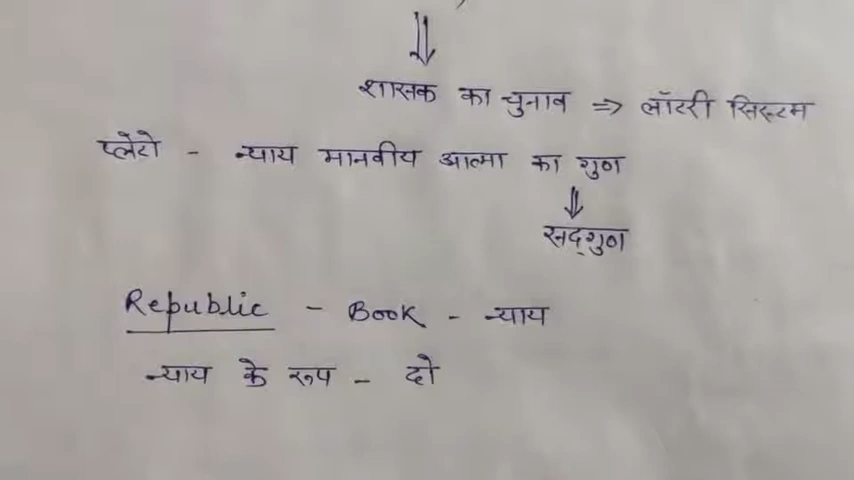 ⇓
शासक का चुनाव ⇒ लॉटरी सिस्टम
प्लेटो - न्याय मानवीय आत्मा का गुण
⇓
सद्गुण
Republic - Book - न्याय
न्याय के रूप - दो